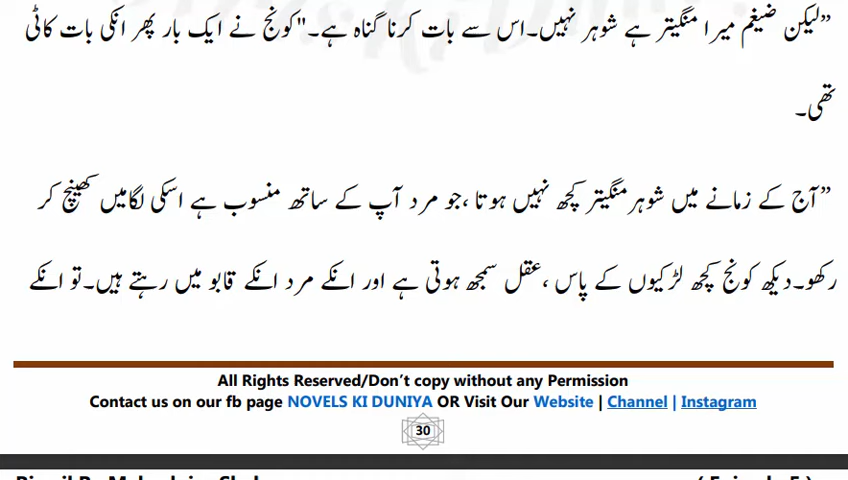 ”لیکن ضیغم میرا منگیتر ہے شوہر نہیں۔اس سے بات کرنا گناہ ہے۔"کونج نے ایک بار پھر انکی بات کاٹی
تھی۔
”آج کے زمانے میں شوہر منگیتر کچھ نہیں ہوتا ،جو مرد آپ کے ساتھ منسوب ہے اسکی لگامیں کھینچ کر
رکھو۔دیکھ کونج کچھ لڑکیوں کے پاس ،عقل سمجھ ہوتی ہے اور انکے مرد انکے قابو میں رہتے ہیں۔تو انکے
All Rights Reserved/Don’t copy without any Permission
Contact us on our fb page NOVELS KI DUNIYA OR Visit Our Website | Channel | Instagram
30